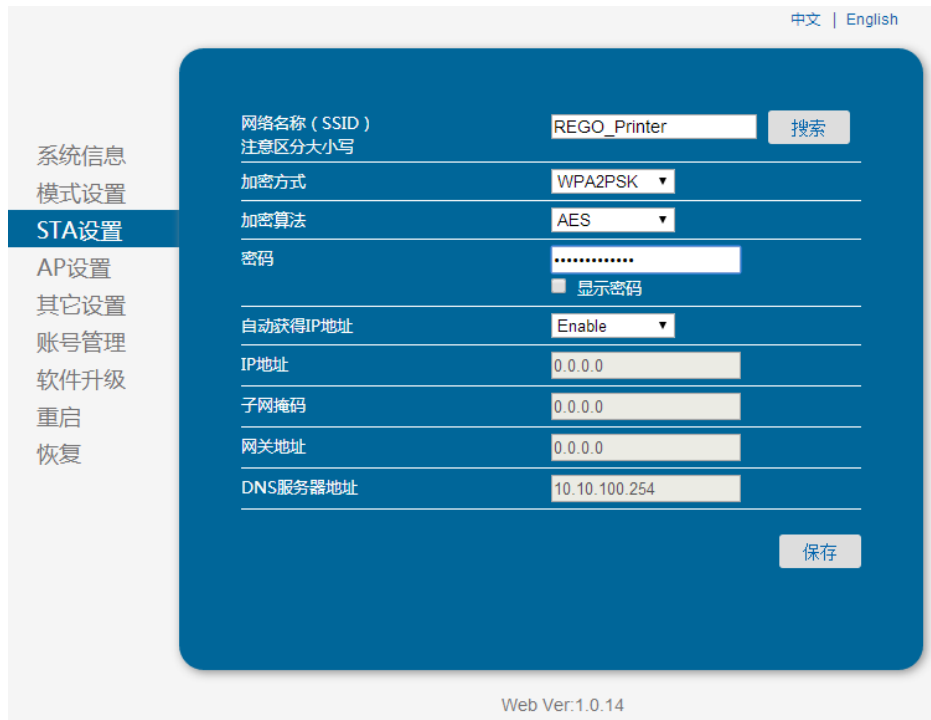 中文 | English
系统信息
模式设置
STA设置
AP设置
其它设置
账号管理
软件升级
重启
恢复
网络名称（SSID）
注意区分大小写
REGO_Printer 搜索
加密方式 WPA2PSK
加密算法 AES
密码 •••••••••••••
显示密码
自动获得IP地址 Enable
IP地址 0.0.0.0
子网掩码 0.0.0.0
网关地址 0.0.0.0
DNS服务器地址 10.10.100.254
保存
Web Ver:1.0.14